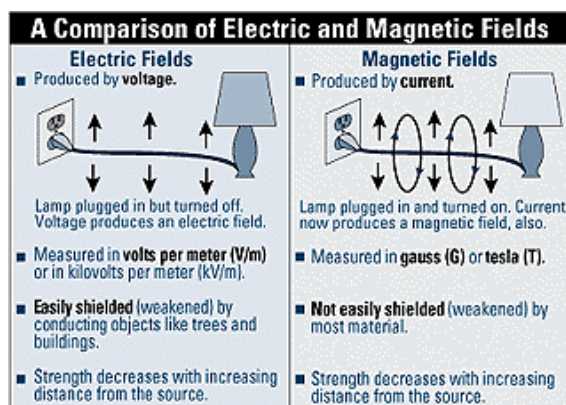 A Comparison of Electric and Magnetic Fields
Electric Fields
■ Produced by voltage.
Lamp plugged in but turned off.
Voltage produces an electric field.
■ Measured in volts per meter (V/m)
or in kilovolts per meter (kV/m).
■ Easily shielded (weakened) by
conducting objects like trees and
buildings.
■ Strength decreases with increasing
distance from the source.
Magnetic Fields
■ Produced by current.
Lamp plugged in and turned on. Current
now produces a magnetic field, also.
■ Measured in gauss (G) or tesla (T).
■ Not easily shielded (weakened) by
most material.
■ Strength decreases with increasing
distance from the source.